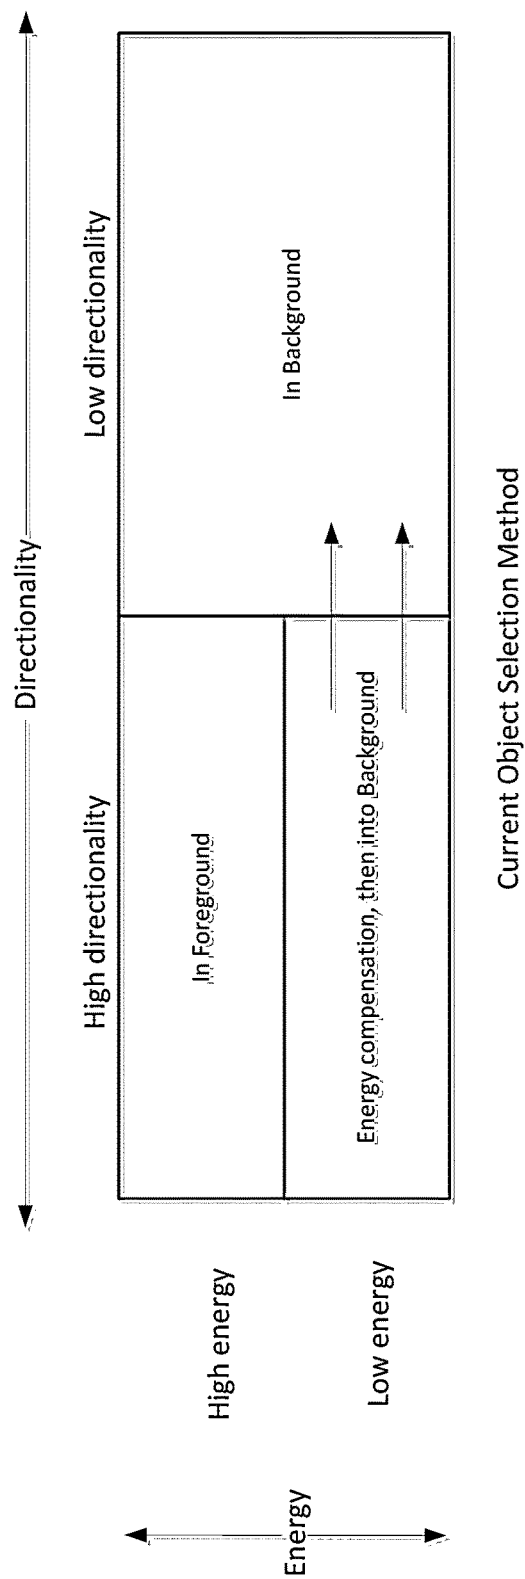 Directionality
High directionality
Low directionality
Energy
High energy
Low energy
In Foreground
In Background
Energy compensation, then into Background
Current Object Selection Method